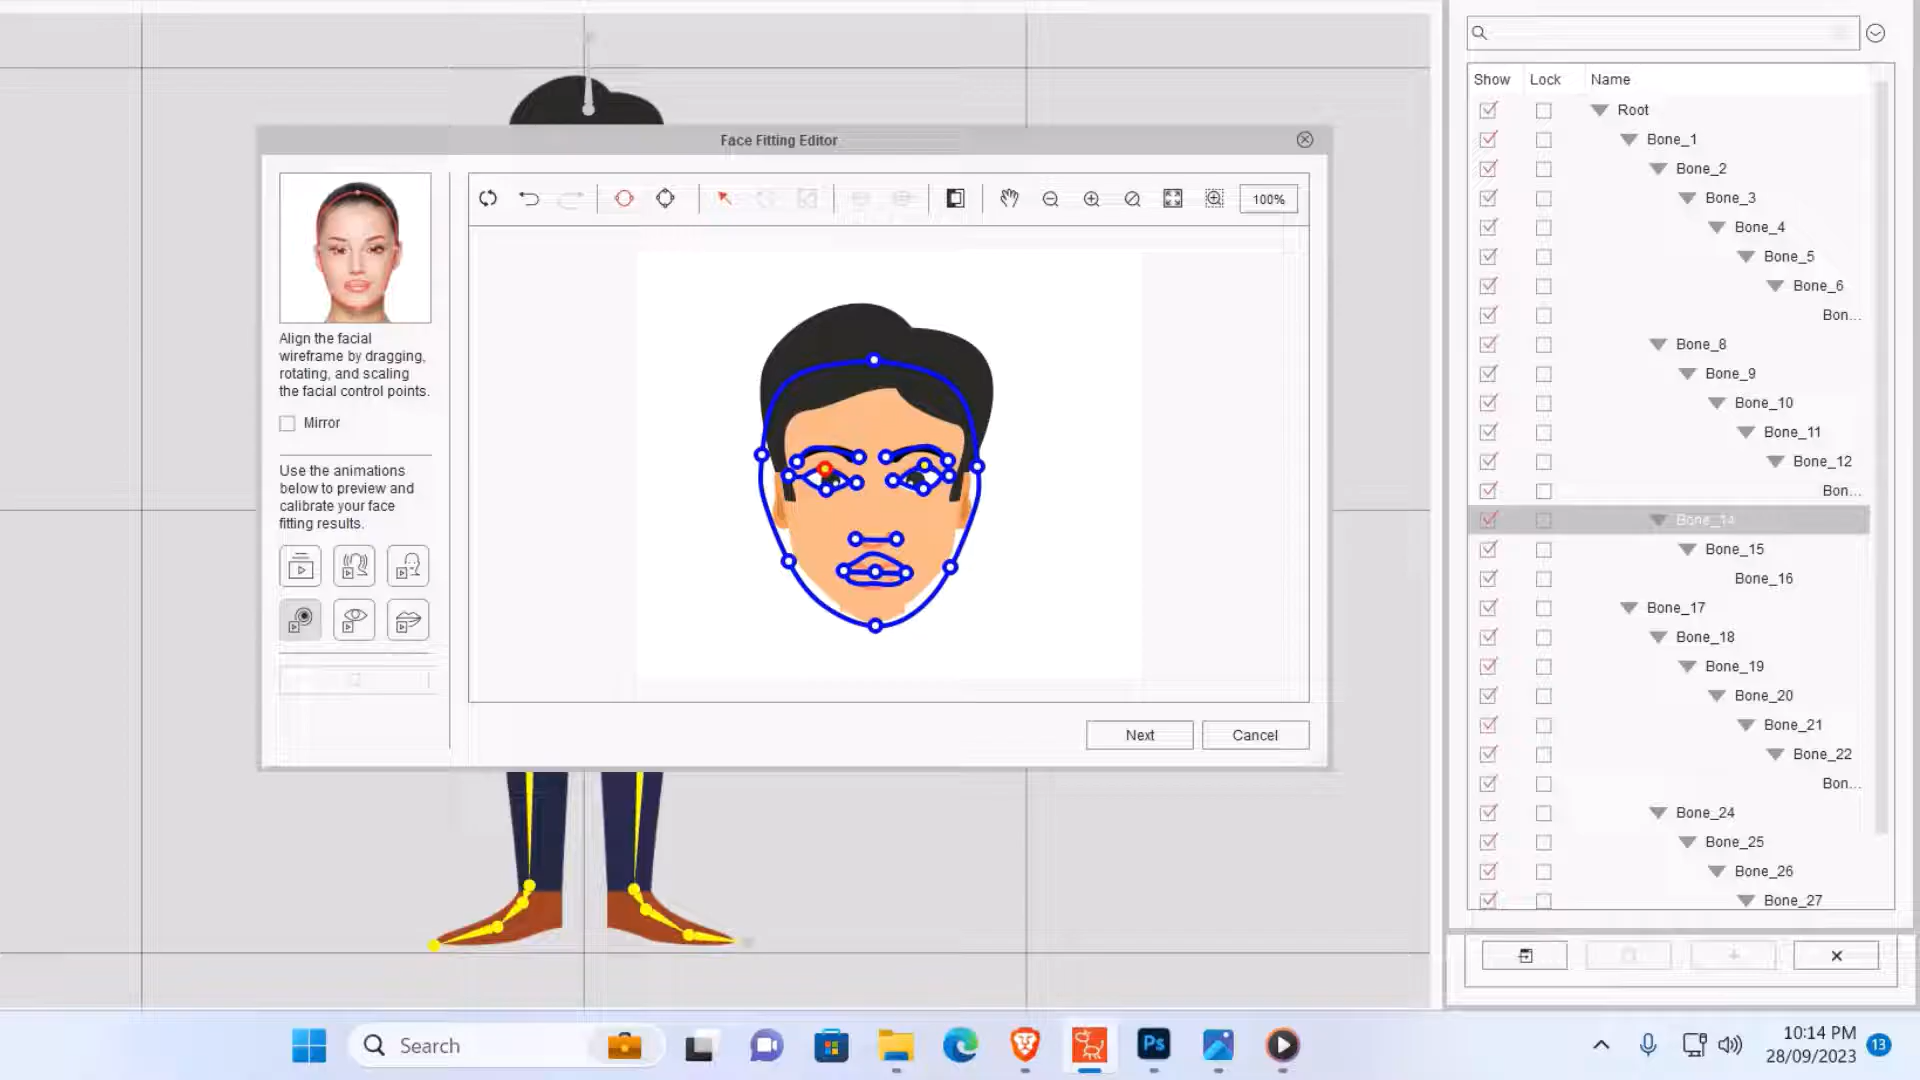 Face Fitting Editor
100%
Align the facial
wireframe by dragging,
rotating, and scaling
the facial control points.
Mirror
Use the animations
below to preview and
calibrate your face
fitting results.
Next
Cancel
Show Lock Name
Root
Bone_1
Bone_2
Bone_3
Bone_4
Bone_5
Bone_6
Bon...
Bone_8
Bone_9
Bone_10
Bone_11
Bone_12
Bon...
Bone_14
Bone_15
Bone_16
Bone_17
Bone_18
Bone_19
Bone_20
Bone_21
Bone_22
Bon...
Bone_24
Bone_25
Bone_26
Bone_27
Search
Ps
10:14 PM
28/09/2023
13